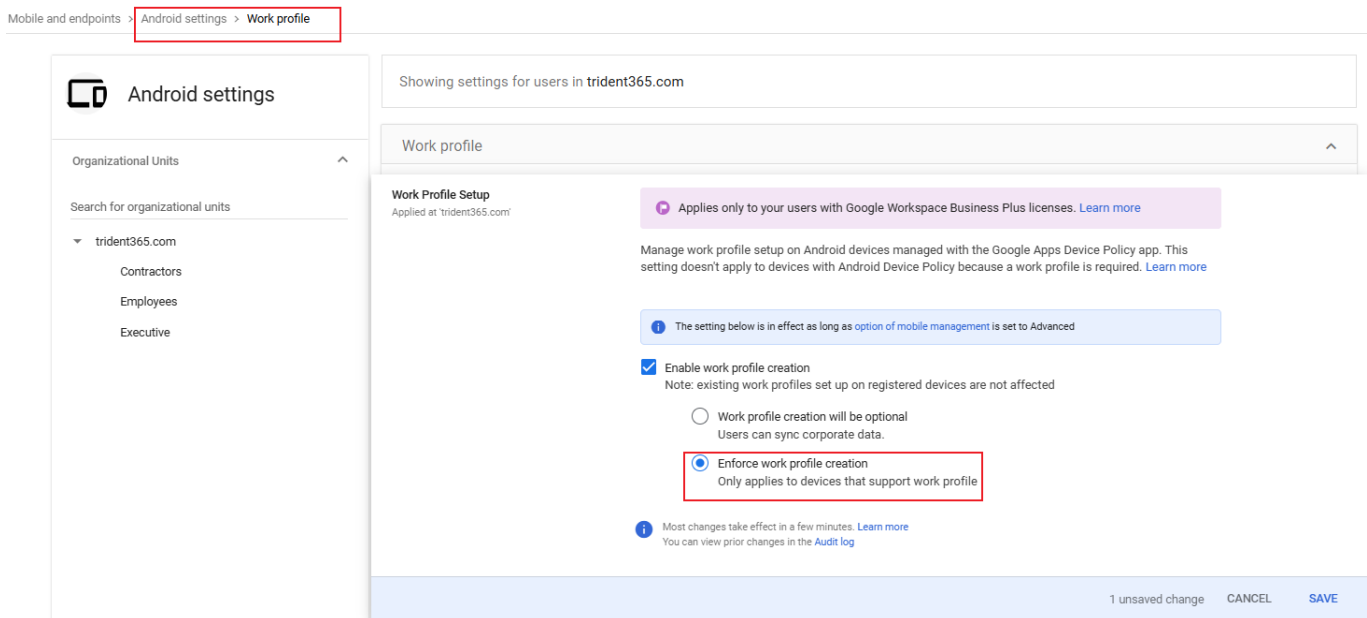 Mobile and endpoints > Android settings > Work profile
Android settings
Showing settings for users in trident365.com
Organizational Units
Search for organizational units
trident365.com
Contractors
Employees
Executive
Work profile
Work Profile Setup
Applied at 'trident365.com'
Applies only to your users with Google Workspace Business Plus licenses. Learn more
Manage work profile setup on Android devices managed with the Google Apps Device Policy app. This
setting doesn't apply to devices with Android Device Policy because a work profile is required. Learn more
The setting below is in effect as long as option of mobile management is set to Advanced
Enable work profile creation
Note: existing work profiles set up on registered devices are not affected
Work profile creation will be optional
Users can sync corporate data.
Enforce work profile creation
Only applies to devices that support work profile
Most changes take effect in a few minutes. Learn more
You can view prior changes in the Audit log
1 unsaved change CANCEL SAVE